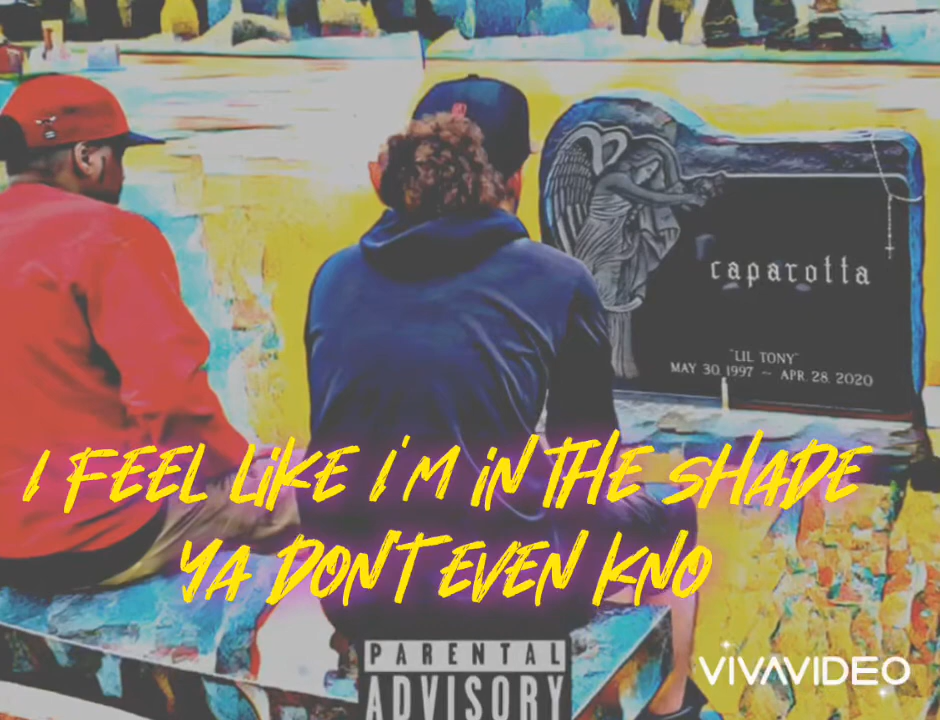 caparotta
"LIL TONY"
MAY 30, 1997 ~ APR. 28, 2020
I FEEL LIKE I'M IN THE SHADE
YA DON'T EVEN KNO
PARENTAL
ADVISORY
VIVAVIDEO